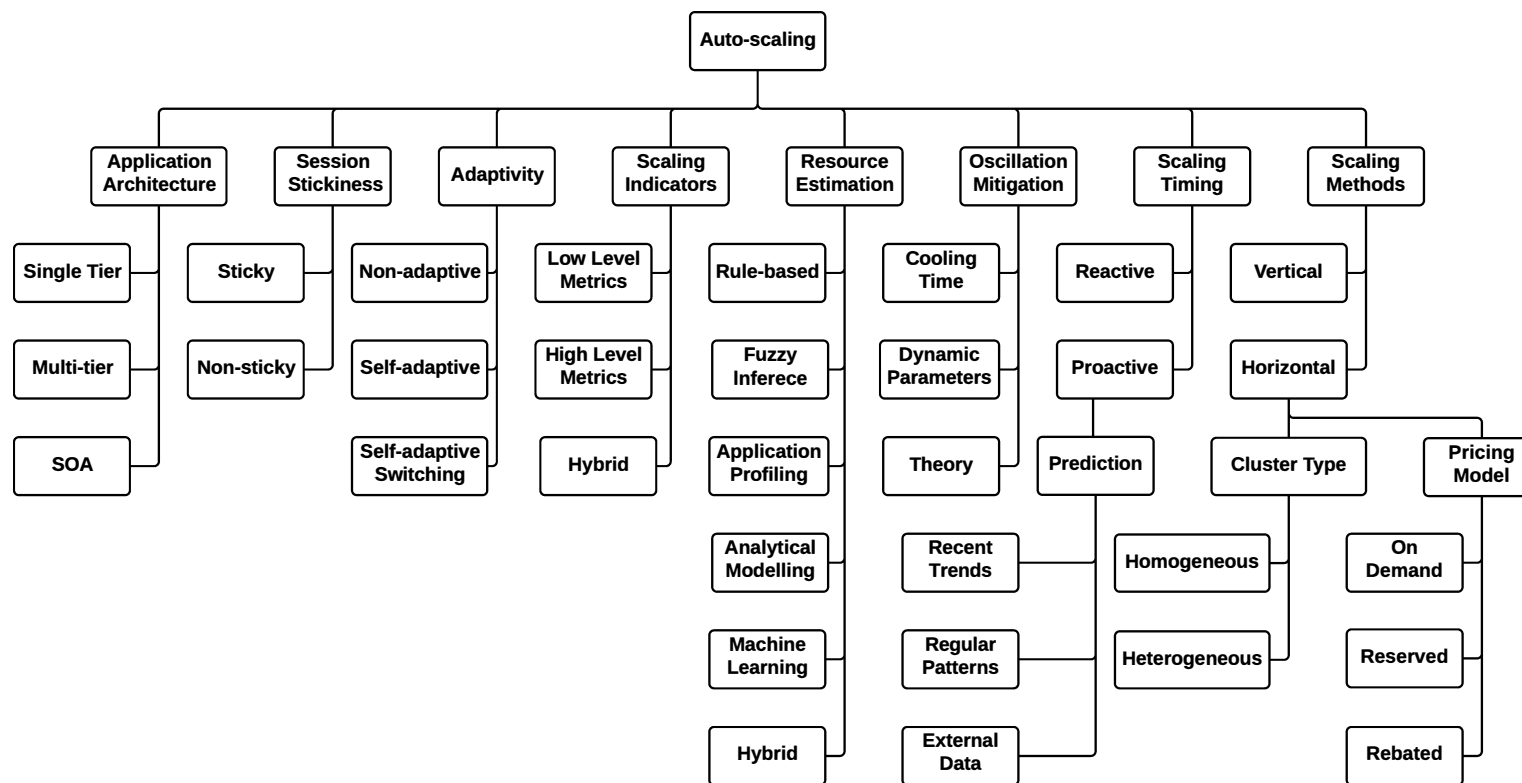 Auto-scaling
Application
Architecture
Session
Stickiness
Adaptivity
Scaling
Indicators
Resource
Estimation
Oscillation
Mitigation
Scaling
Timing
Scaling
Methods
Single Tier
Sticky
Non-adaptive
Low Level
Metrics
Rule-based
Cooling
Time
Reactive
Vertical
Multi-tier
Non-sticky
Self-adaptive
High Level
Metrics
Fuzzy
Inferece
Dynamic
Parameters
Proactive
Horizontal
SOA
Self-adaptive
Switching
Hybrid
Application
Profiling
Theory
Prediction
Cluster Type
Pricing
Model
Analytical
Modelling
Recent
Trends
Homogeneous
On
Demand
Machine
Learning
Regular
Patterns
Heterogeneous
Reserved
Hybrid
External
Data
Rebated